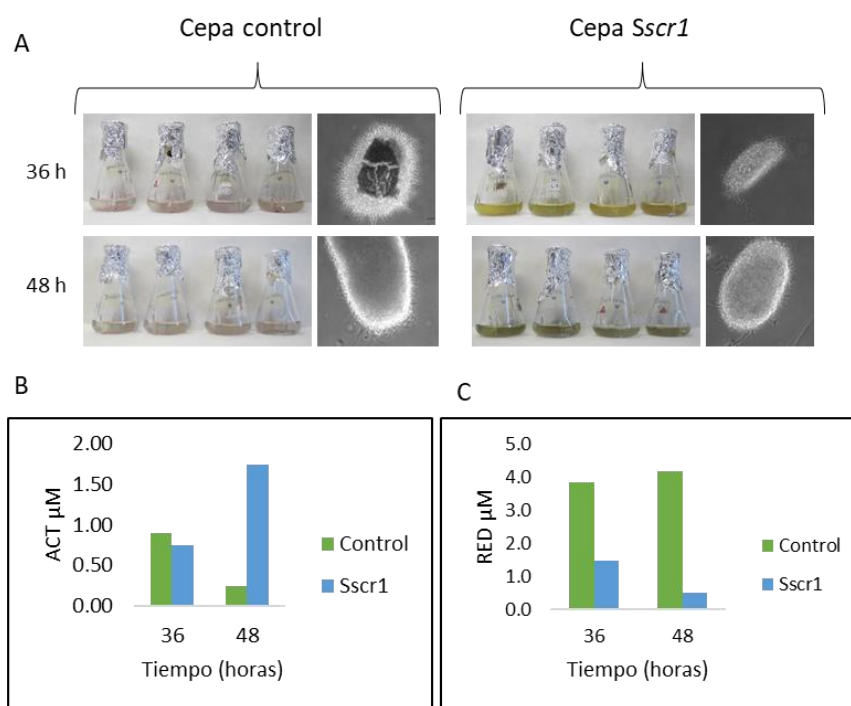 Cepa control
Cepa Sscr1
A
36 h
48 h
B
ACT µM
2.00
1.50
1.00
0.50
0.00
36
48
Tiempo (horas)
Control
Sscr1
C
RED µM
5.0
4.0
3.0
2.0
1.0
0.0
36
48
Tiempo (horas)
Control
Sscr1